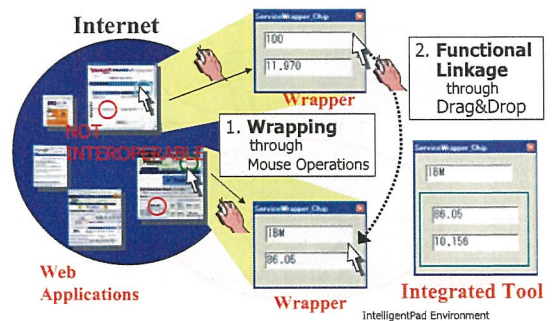 Internet
ServiceWrapper_Chip
100
11,970
Wrapper
2. Functional
Linkage
through
Drag&Drop
NOT
INTEROPERABLE
1. Wrapping
through
Mouse Operations
ServiceWrapper_Chip
IBM
86.05
Wrapper
ServiceWrapper_Chip
IBM
86.05
10,156
Integrated Tool
Web
Applications
IntelligentPad Environment